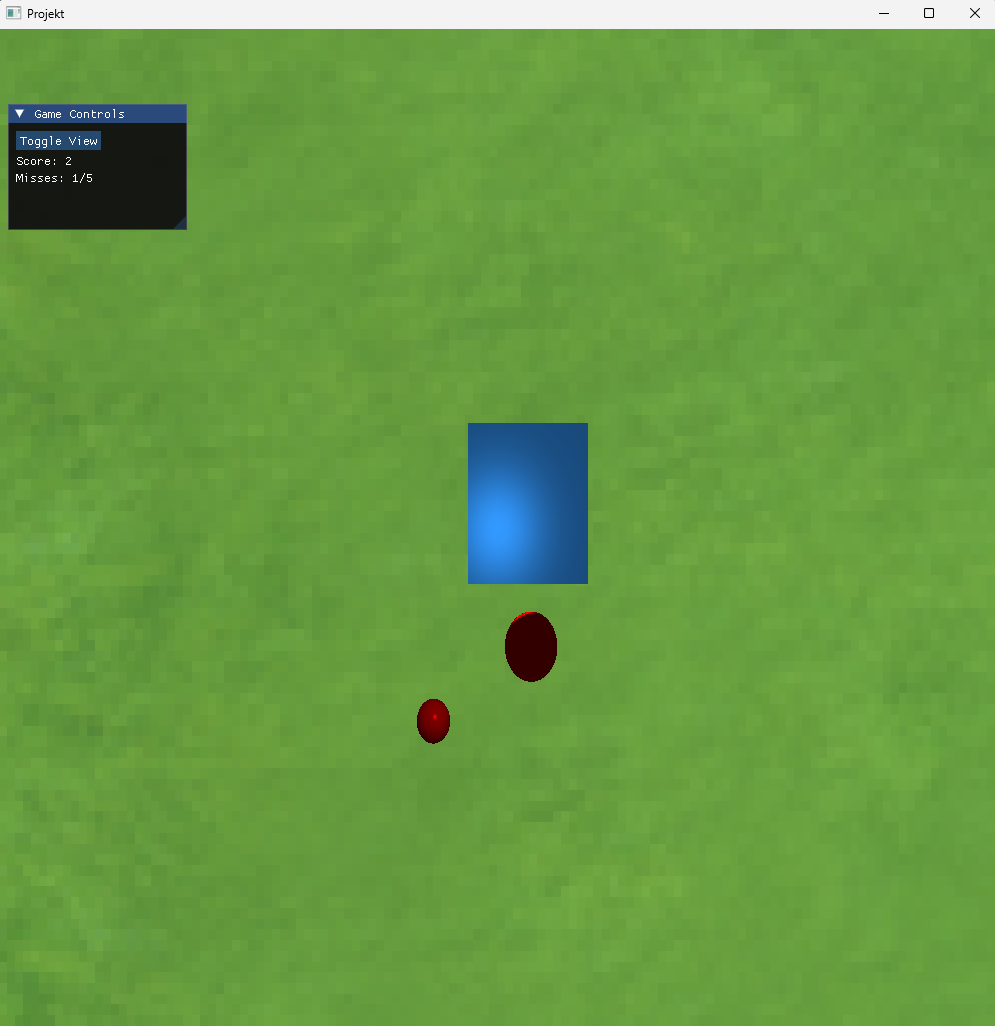 Projekt
Game Controls
Toggle View
Score: 2
Misses: 1/5